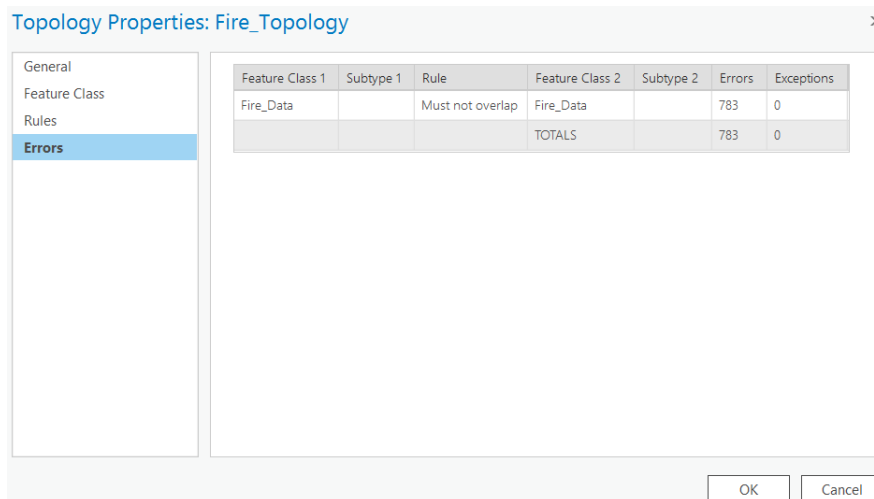 Topology Properties: Fire_Topology
General
Feature Class
Rules
Errors
Feature Class 1 Subtype 1 Rule Feature Class 2 Subtype 2 Errors Exceptions
Fire_Data Must not overlap Fire_Data 783 0
TOTALS 783 0
OK Cancel